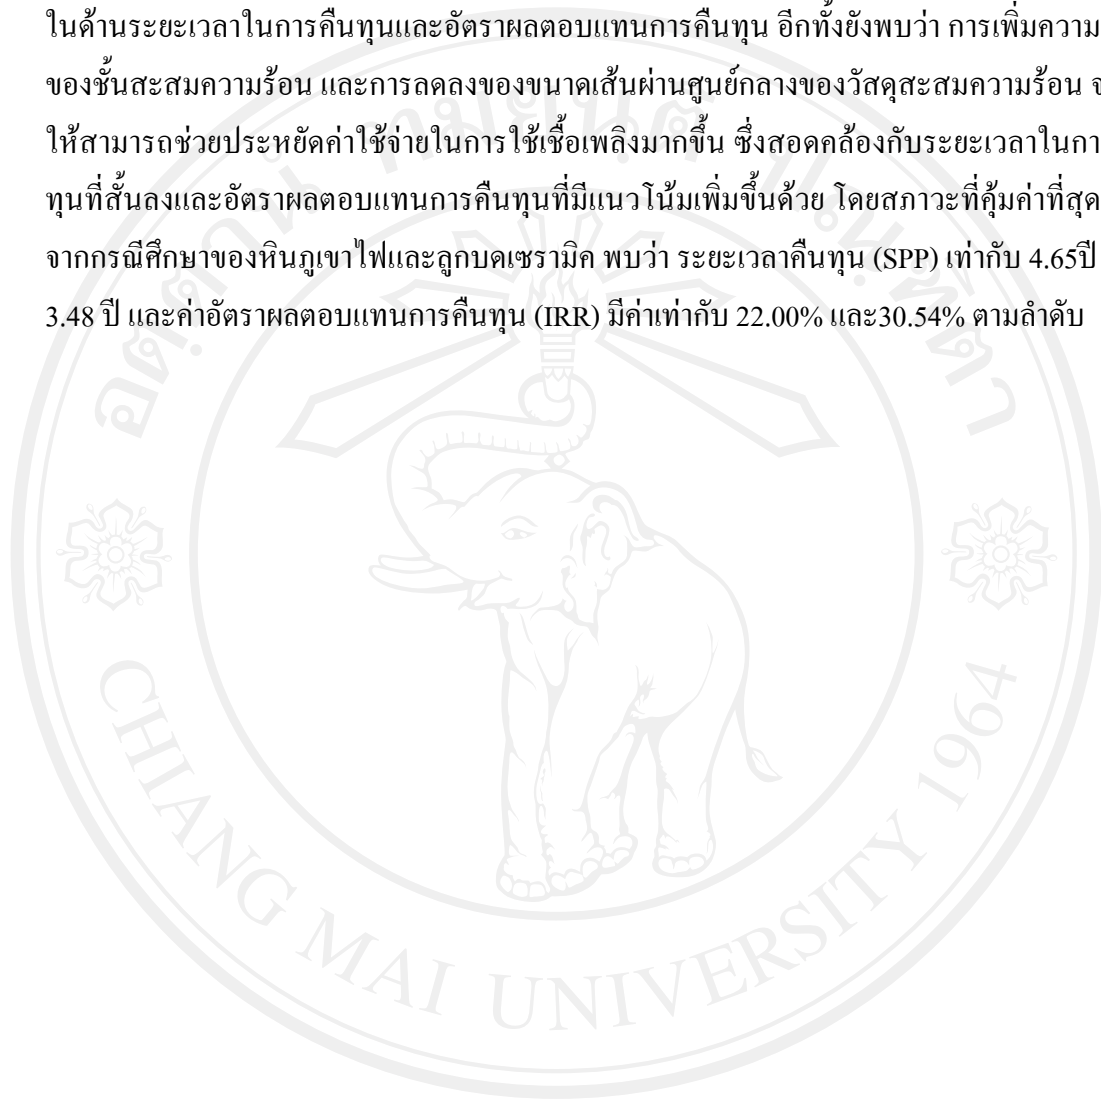 ในด้านระยะเวลาในการคืนทุนและอัตราผลตอบแทนการคืนทุน อีกทั้งยังพบว่า การเพิ่มความ
ของชั้นสะสมความร้อน และการลดลงของขนาดเส้นผ่านศูนย์กลางของวัสดุสะสมความร้อน จ
ให้สามารถช่วยประหยัดค่าใช้จ่ายในการใช้เชื้อเพลิงมากขึ้น ซึ่งสอดคล้องกับระยะเวลาในกา
ทุนที่สั้นลงและอัตราผลตอบแทนการคืนทุนที่มีแนวโน้มเพิ่มขึ้นด้วย โดยสภาวะที่คุ้มค่าที่สุด
จากกรณีศึกษาของหินภูเขาไฟและลูกบดเซรามิค พบว่า ระยะเวลาคืนทุน (SPP) เท่ากับ 4.65ปี
3.48 ปี และค่าอัตราผลตอบแทนการคืนทุน (IRR) มีค่าเท่ากับ 22.00% และ30.54% ตามลำดับ
อตฺตานํ ทมยนฺติ ปณฺฑิตา
CHIANG MAI UNIVERSITY 1964